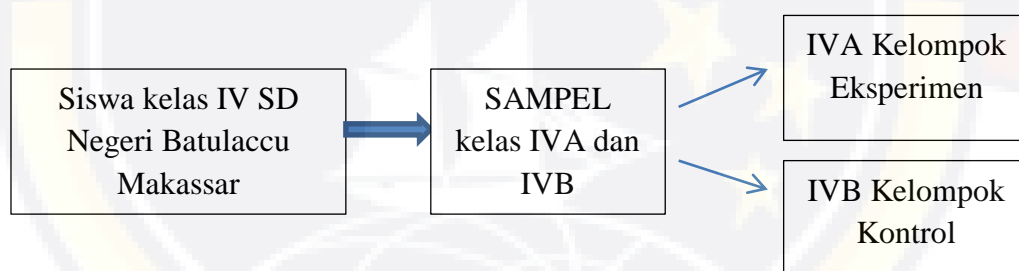 Siswa kelas IV SD
Negeri Batulaccu
Makassar
SAMPEL
kelas IVA dan
IVB
IVA Kelompok
Eksperimen
IVB Kelompok
Kontrol